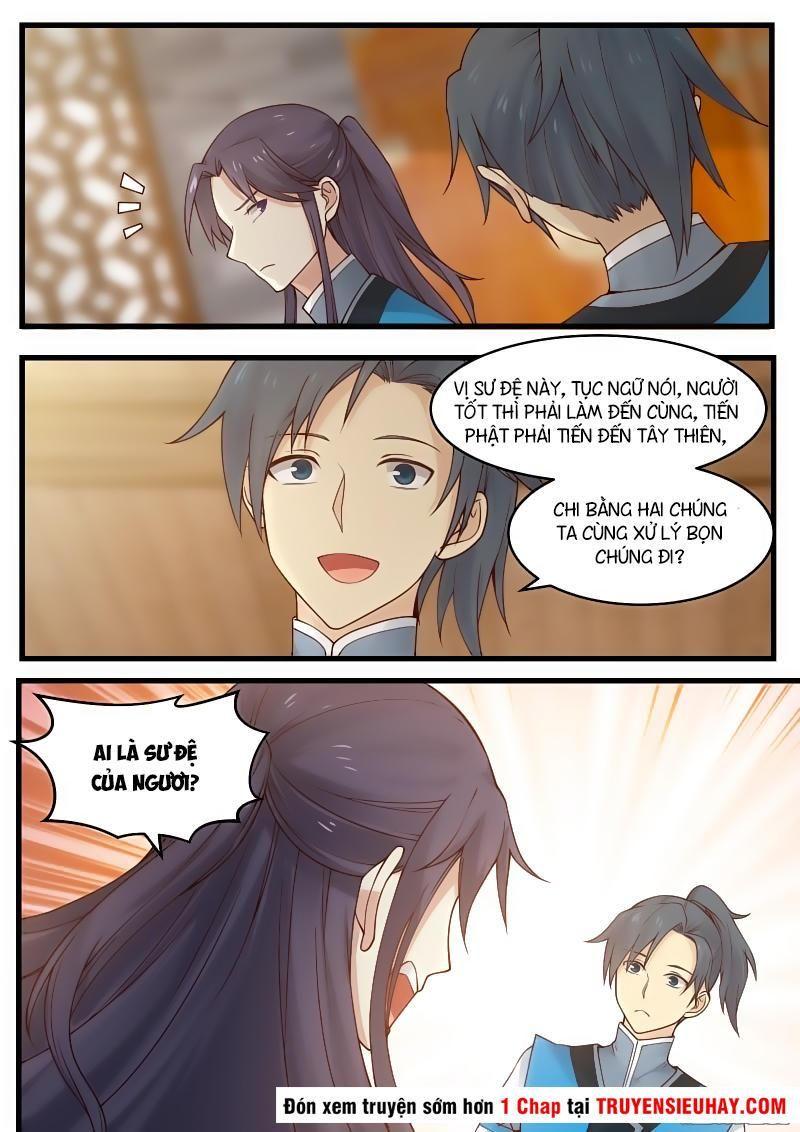 VỊ SƯ ĐỆ NÀY, TỤC NGỮ NÓI, NGƯỜI
TỐT THÌ PHẢI LÀM ĐẾN CÙNG, TIẾN
PHẬT PHẢI TIẾN ĐẾN TÂY THIÊN,
CHI BẰNG HAI CHÚNG
TA CÙNG XỬ LÝ BỌN
CHÚNG ĐI?
AI LÀ SƯ ĐỆ
CỦA NGƯƠI?
Đón xem truyện sớm hơn 1 Chap tại TRUYENSIEUHAY.COM